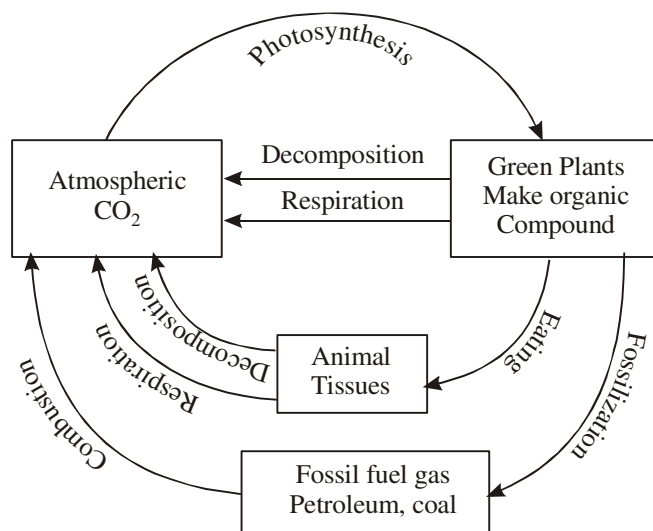 Photosynthesis
Atmospheric
CO₂
Decomposition
Respiration
Green Plants
Make organic
Compound
Decomposition
Respiration
Combustion
Animal
Tissues
Eating
Fossilization
Fossil fuel gas
Petroleum, coal